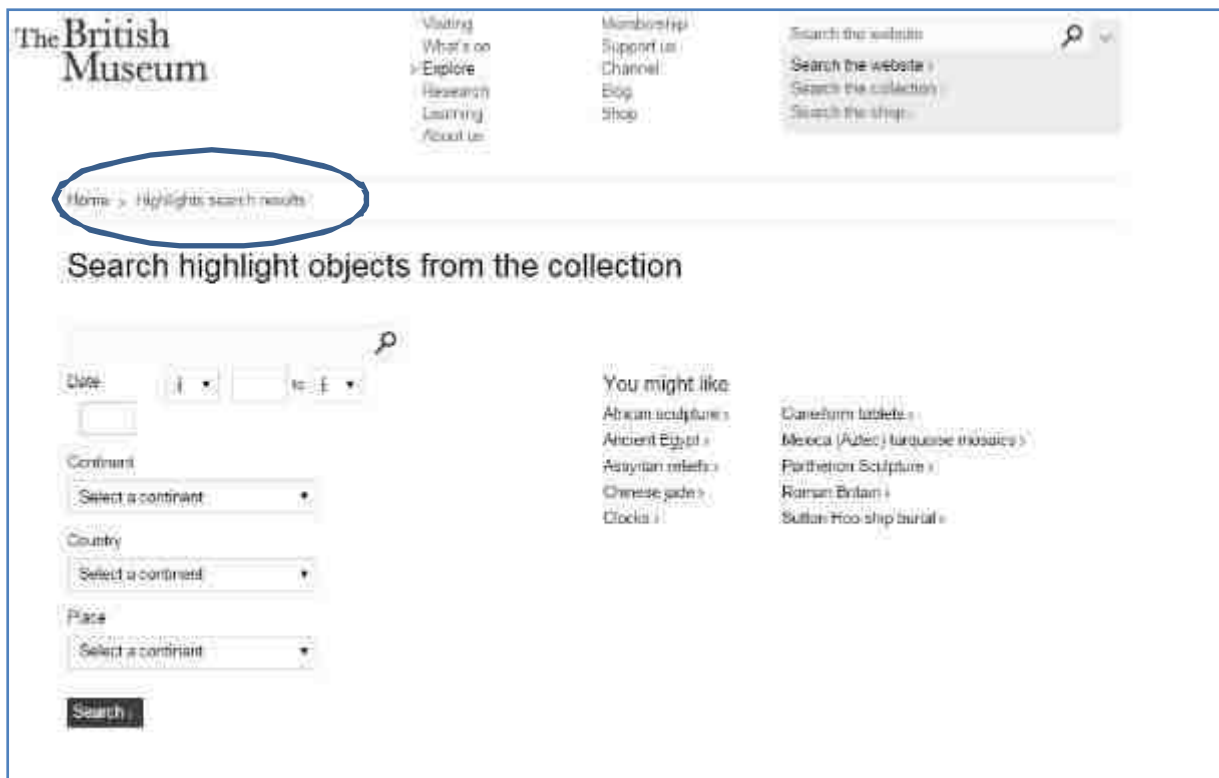 The British
Museum
Visiting
What's on
› Explore
Research
Learning
About us
Membership
Support us
Channel
Blog
Shop
Search the website
Search the website ›
Search the collection ›
Search the shop ›
Home › Highlights search results
Search highlight objects from the collection
Date
to
Continent
Select a continent
Country
Select a continent
Place
Select a continent
Search ›
You might like
African sculpture ›
Ancient Egypt ›
Assyrian reliefs ›
Chinese jade ›
Clocks ›
Cuneiform tablets ›
Mexica (Aztec) turquoise mosaics ›
Parthenon Sculpture ›
Roman Britain ›
Sutton Hoo ship burial ›